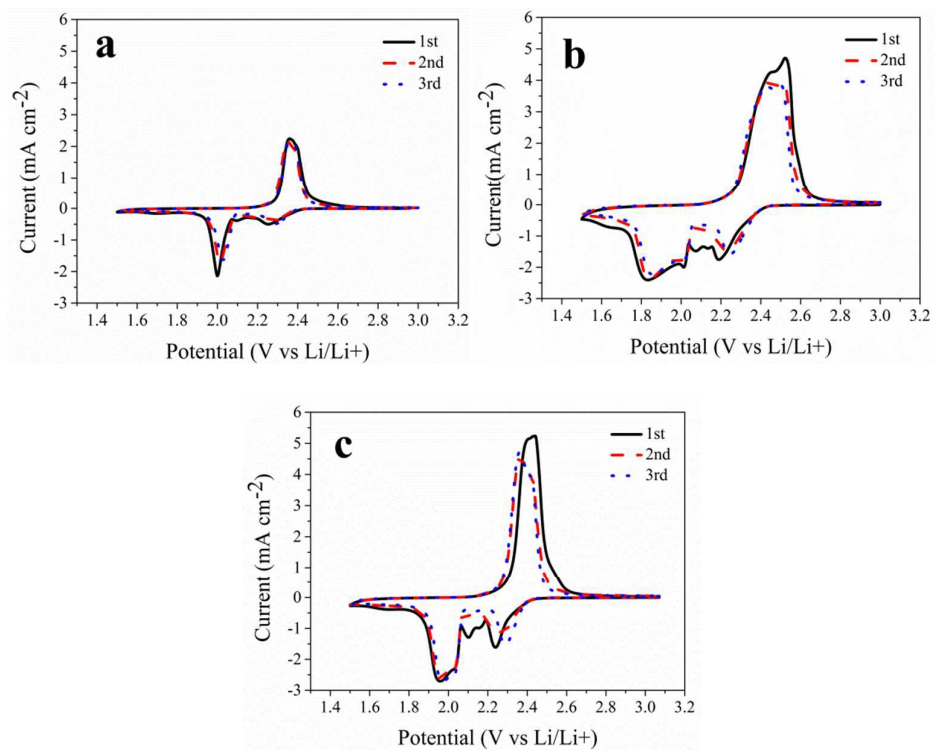 a
1st
2nd
3rd
6
5
4
3
2
1
0
-1
-2
-3
Current (mA cm-2)
1.4 1.6 1.8 2.0 2.2 2.4 2.6 2.8 3.0 3.2
Potential (V vs Li/Li+)
b
1st
2nd
3rd
6
5
4
3
2
1
0
-1
-2
-3
Current(mA cm-2)
1.4 1.6 1.8 2.0 2.2 2.4 2.6 2.8 3.0 3.2
Potential (V vs Li/Li+)
c
1st
2nd
3rd
6
5
4
3
2
1
0
-1
-2
-3
Current (mA cm-2)
1.4 1.6 1.8 2.0 2.2 2.4 2.6 2.8 3.0 3.2
Potential (V vs Li/Li+)